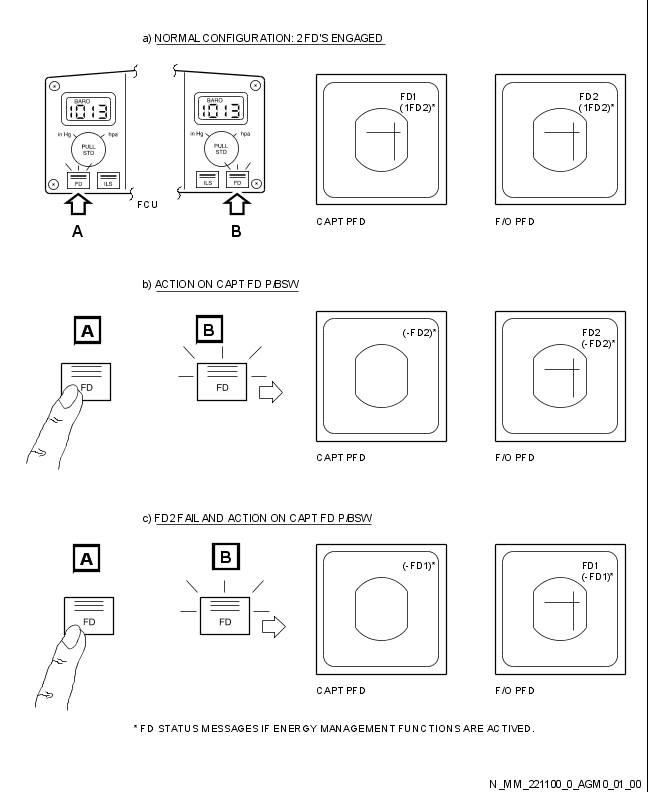 a) NORMAL CONFIGURATION: 2 FD'S ENGAGED
BARO
1013
in Hg
hpa
PULL
STD
FD
ILS
BARO
1013
in Hg
hpa
PULL
STD
ILS
FD
FCU
A
B
FD1
(1FD2)*
CAPT PFD
FD2
(1FD2)*
F/O PFD
b) ACTION ON CAPT FD P/BSW
A
FD
B
FD
(-FD2)*
CAPT PFD
FD2
(-FD2)*
F/O PFD
c) FD2 FAIL AND ACTION ON CAPT FD P/BSW
A
FD
B
FD
(-FD1)*
CAPT PFD
FD1
(-FD1)*
F/O PFD
* FD STATUS MESSAGES IF ENERGY MANAGEMENT FUNCTIONS ARE ACTIVED.
N_MM_221100_0_AGM0_01_00